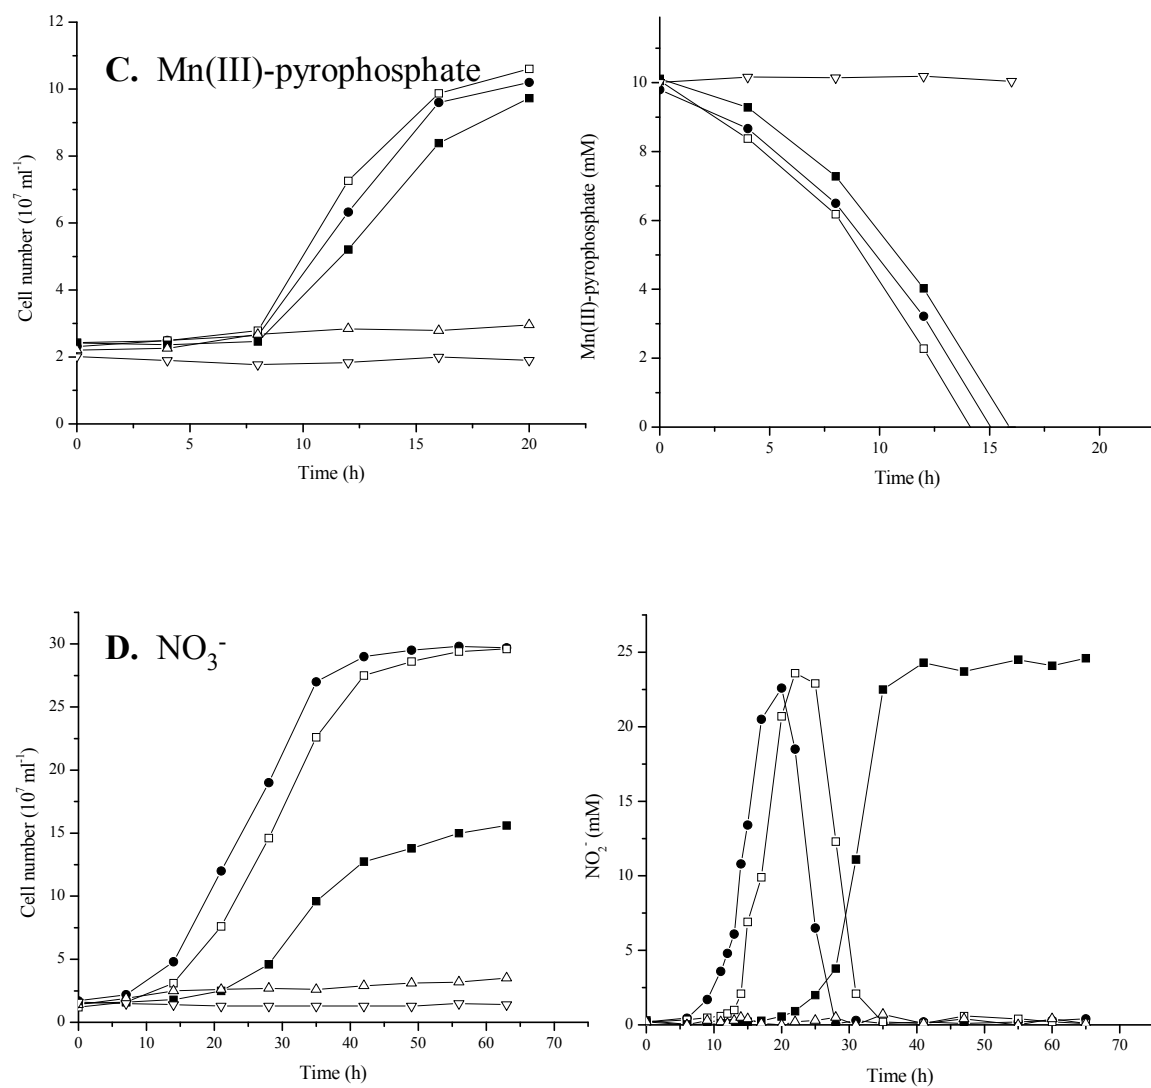 C. Mn(III)-pyrophosphate
Cell number (10⁷ ml⁻¹)
12
10
8
6
4
2
0
0 5 10 15 20
Time (h)
Mn(III)-pyrophosphate (mM)
10
8
6
4
2
0
0 5 10 15 20
Time (h)
D. NO₃⁻
Cell number (10⁷ ml⁻¹)
30
25
20
15
10
5
0
0 10 20 30 40 50 60 70
Time (h)
NO₂⁻ (mM)
25
20
15
10
5
0
0 10 20 30 40 50 60 70
Time (h)